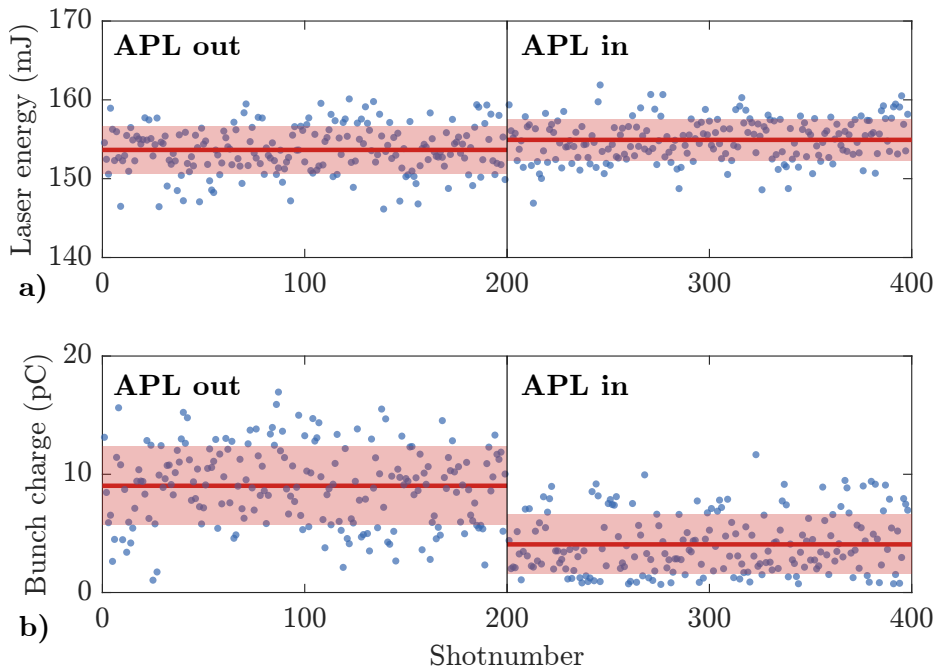 170
160
150
140
Laser energy (mJ)
APL out
APL in
0
100
200
300
400
a)
20
10
0
Bunch charge (pC)
APL out
APL in
0
100
200
300
400
b)
Shotnumber